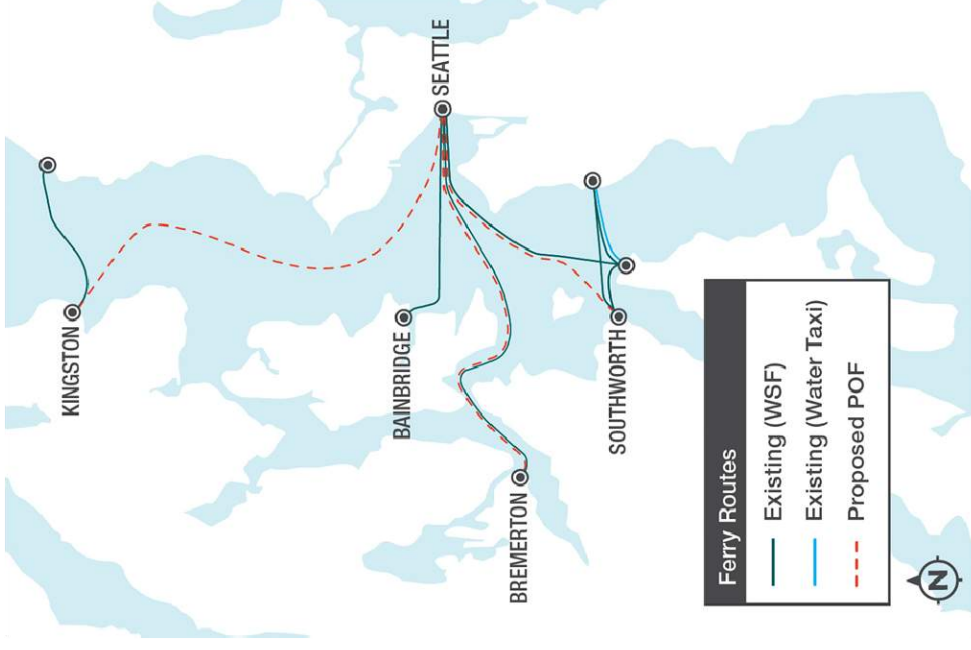 SEATTLE
KINGSTON
BAINBRIDGE
SOUTHWORTH
BREMERTON
Ferry Routes
Existing (WSF)
Existing (Water Taxi)
Proposed POF
N